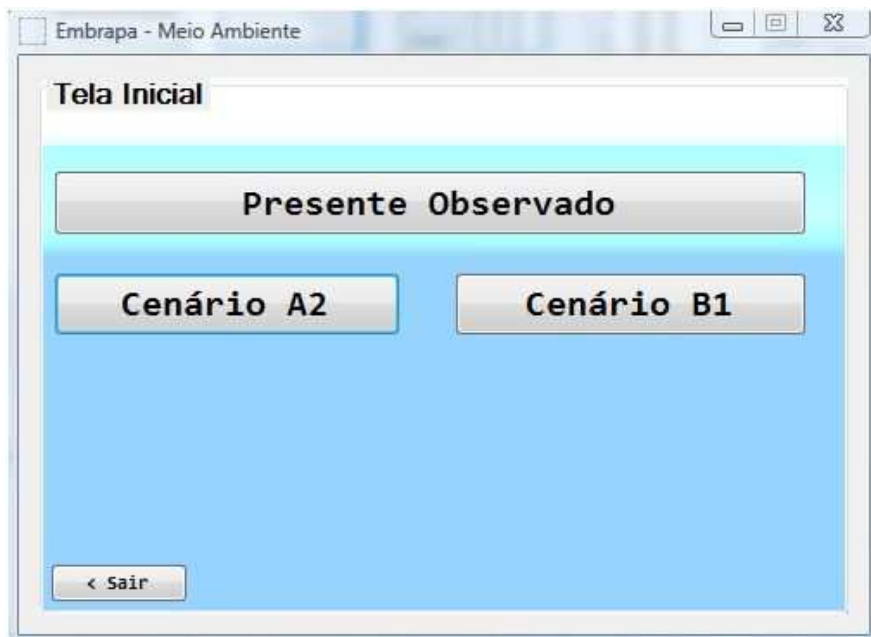 Embrapa - Meio Ambiente
Tela Inicial
Presente Observado
Cenário A2 Cenário B1
< Sair